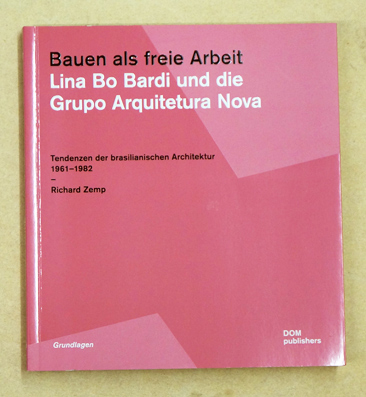 Bauen als freie Arbeit
Lina Bo Bardi und die
Grupo Arquitetura Nova
Tendenzen der brasilianischen Architektur
1961–1982
–
Richard Zemp
Grundlagen
DOM
publishers